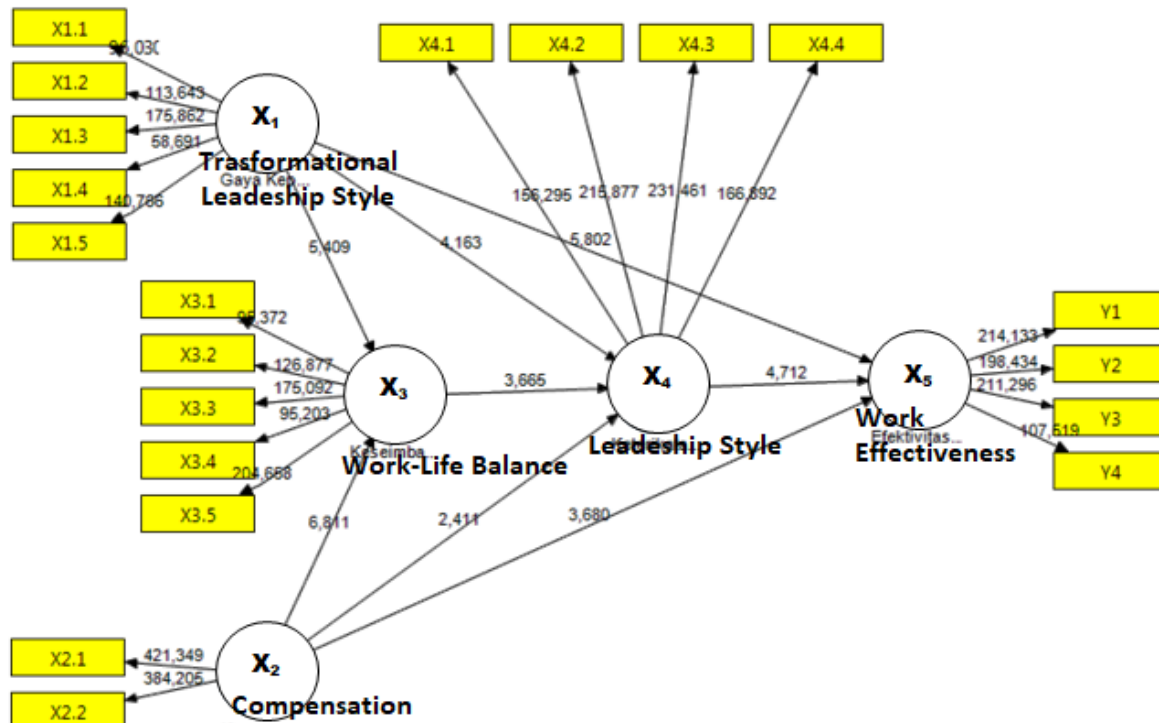 X1.1
X1.2
X1.3
X1.4
X1.5
113,643
175,862
58,691
140,786
X₁
Trasformational
Leadeship Style
Gaya Kep...
X4.1
X4.2
X4.3
X4.4
156,295
215,877
231,461
166,892
5,409
4,163
5,802
X3.1
X3.2
X3.3
X3.4
X3.5
95,372
126,877
175,092
95,203
204,658
X₃
Keseimba...
Work-Life Balance
3,665
X₄
Leadeship Style
4,712
X₅
Work
Effectiveness
Efektivitas...
214,133
198,434
211,296
107,519
Y1
Y2
Y3
Y4
6,811
2,411
3,680
X2.1
X2.2
421,349
384,205
X₂
Compensation